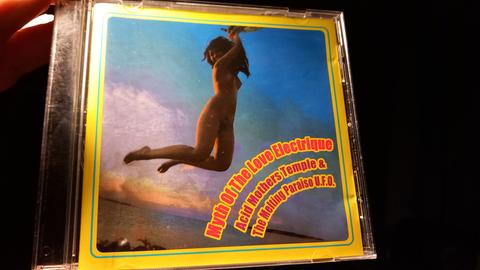 Myth Of The Love Electrique
Acid Mothers Temple &
The Melting Paraiso U.F.O.